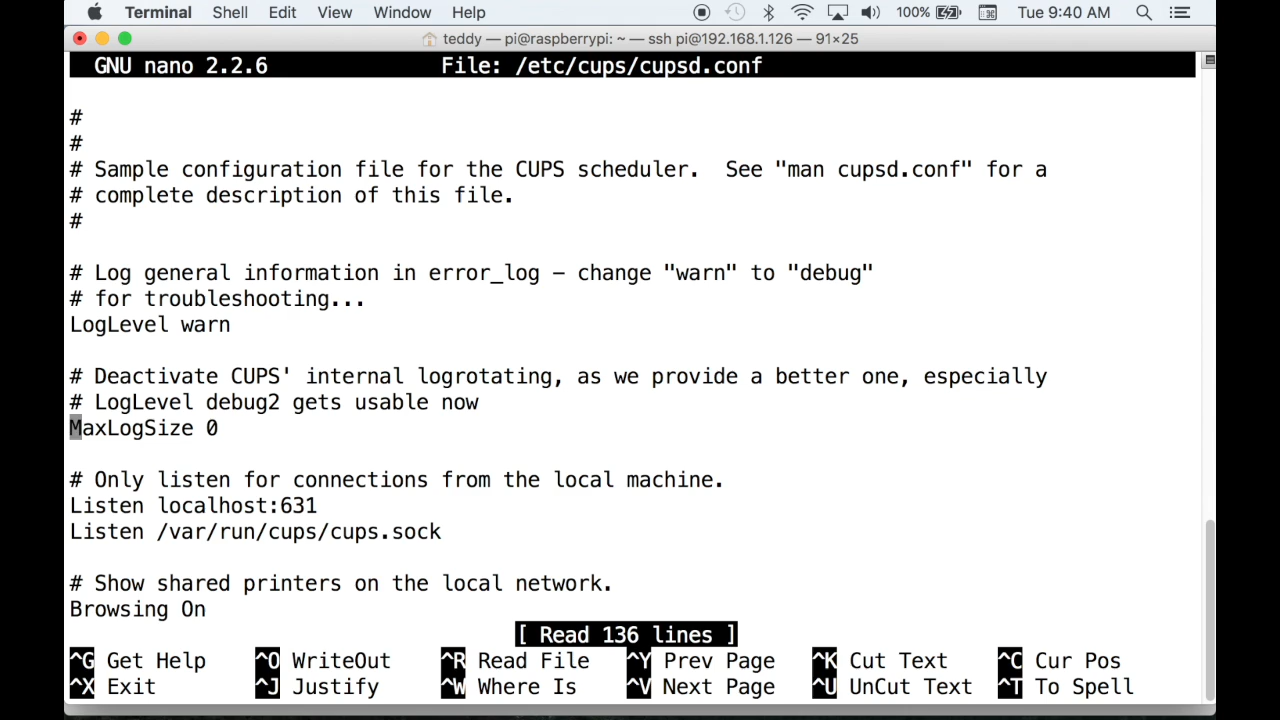 Terminal Shell Edit View Window Help 100% Tue 9:40 AM
teddy — pi@raspberrypi: ~ — ssh pi@192.168.1.126 — 91×25
GNU nano 2.2.6 File: /etc/cups/cupsd.conf
#
#
# Sample configuration file for the CUPS scheduler.  See "man cupsd.conf" for a
# complete description of this file.
#
# Log general information in error_log - change "warn" to "debug"
# for troubleshooting...
LogLevel warn
# Deactivate CUPS' internal logrotating, as we provide a better one, especially
# LogLevel debug2 gets usable now
MaxLogSize 0
# Only listen for connections from the local machine.
Listen localhost:631
Listen /var/run/cups/cups.sock
# Show shared printers on the local network.
Browsing On
[ Read 136 lines ]
^G Get Help ^O WriteOut ^R Read File ^Y Prev Page ^K Cut Text ^C Cur Pos
^X Exit ^J Justify ^W Where Is ^V Next Page ^U UnCut Text ^T To Spell